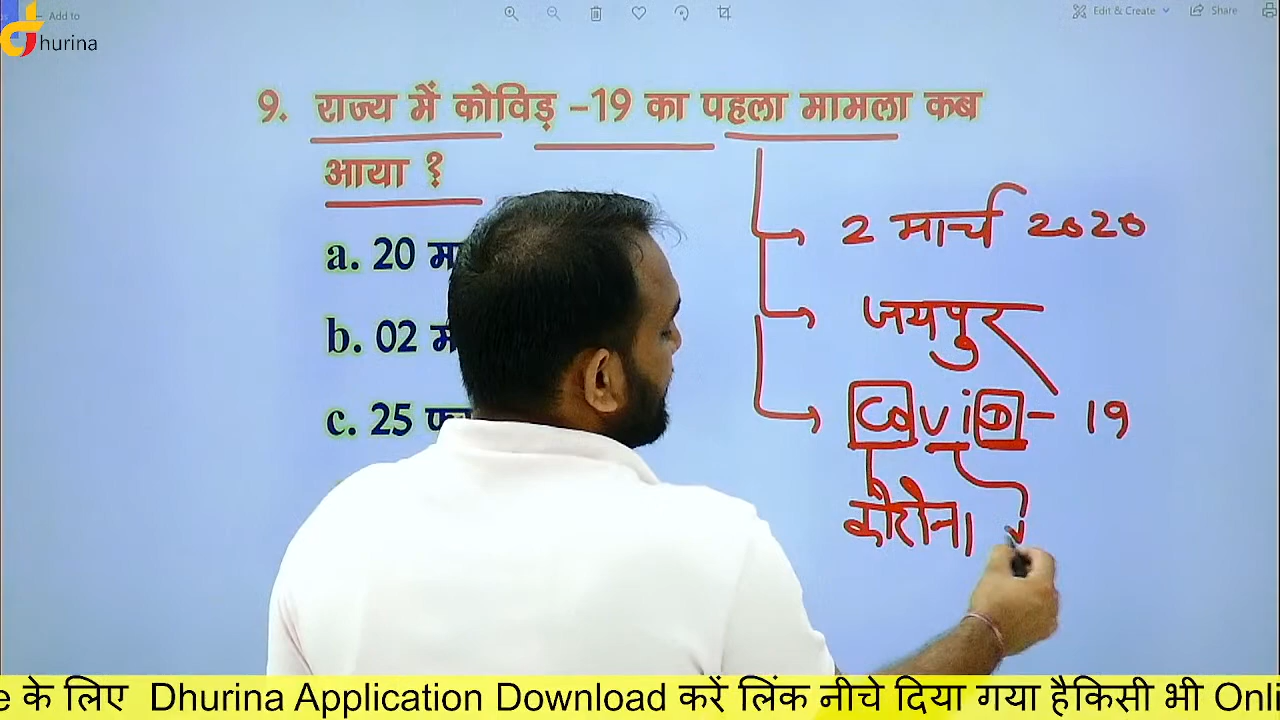 Add to
Edit & Create
Share
dhurina
9. राज्य में कोविड़ -19 का पहला मामला कब
आया ?
a. 20
b. 02
c. 25
2 मार्च 2020
जयपुर
CoviD - 19
कोरोना
e के लिए Dhurina Application Download करें लिंक नीचे दिया गया हैकिसी भी Onli